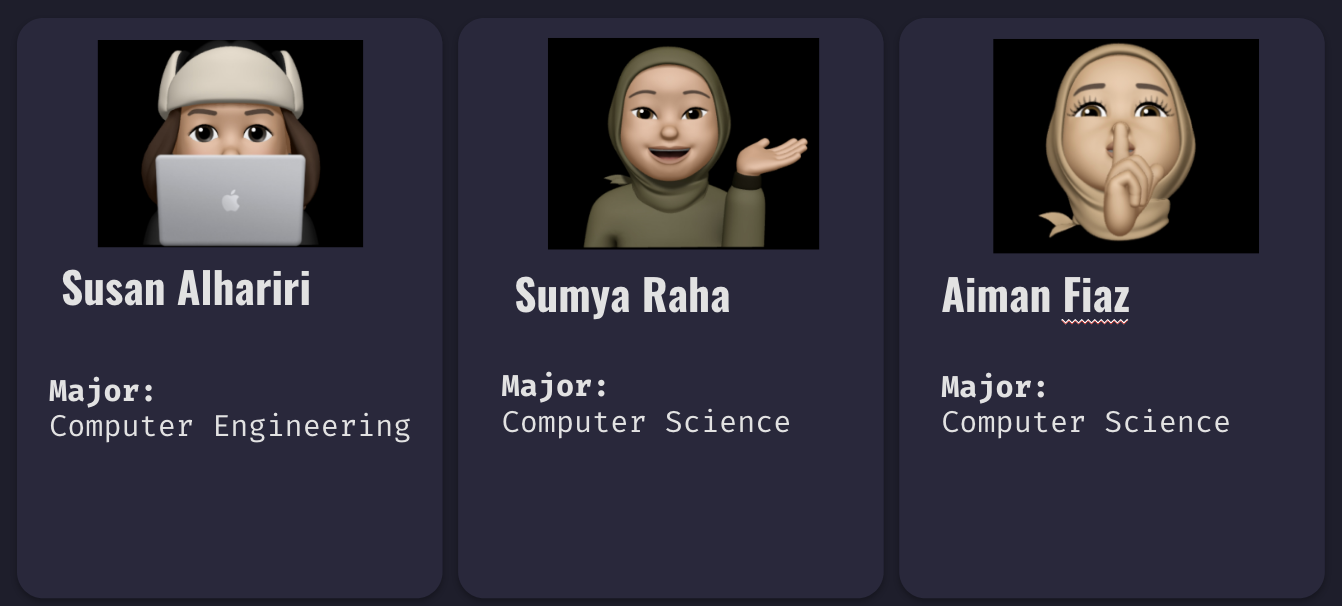 Susan Alhariri
Major:
Computer Engineering
Sumya Raha
Major:
Computer Science
Aiman Fiaz
Major:
Computer Science